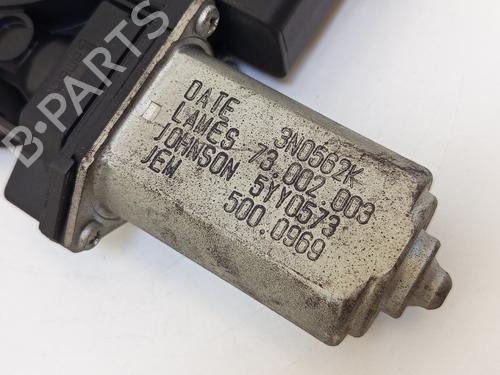 DATE 3N0562K
LAMES 73.002.003
JOHNSON 5YY0573
JEM 500.0969
B-Parts